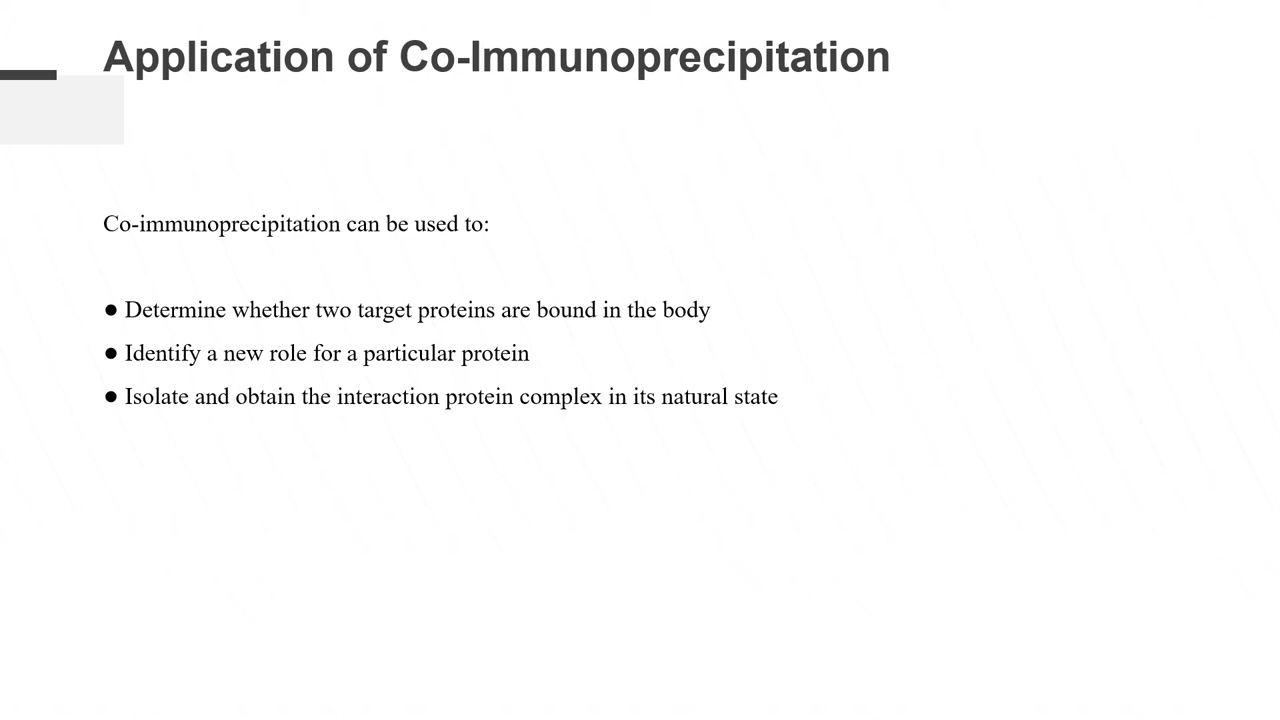 Application of Co-Immunoprecipitation
Co-immunoprecipitation can be used to:
● Determine whether two target proteins are bound in the body
● Identify a new role for a particular protein
● Isolate and obtain the interaction protein complex in its natural state